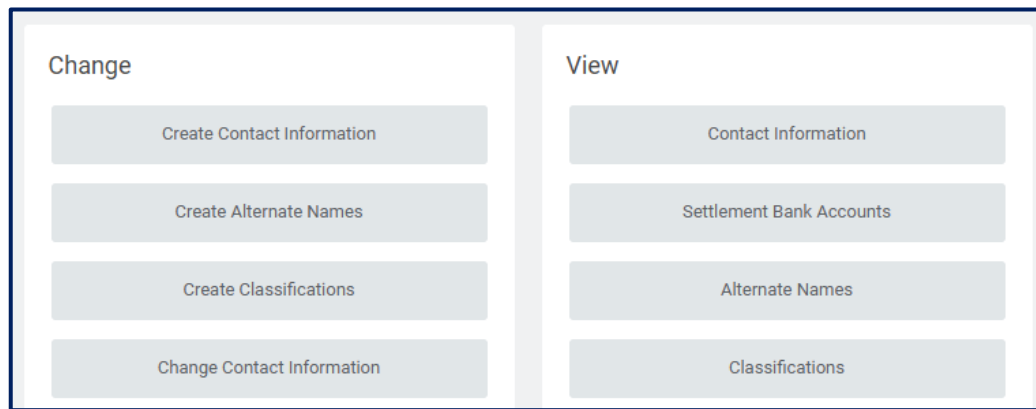 Change
Create Contact Information
Create Alternate Names
Create Classifications
Change Contact Information
View
Contact Information
Settlement Bank Accounts
Alternate Names
Classifications